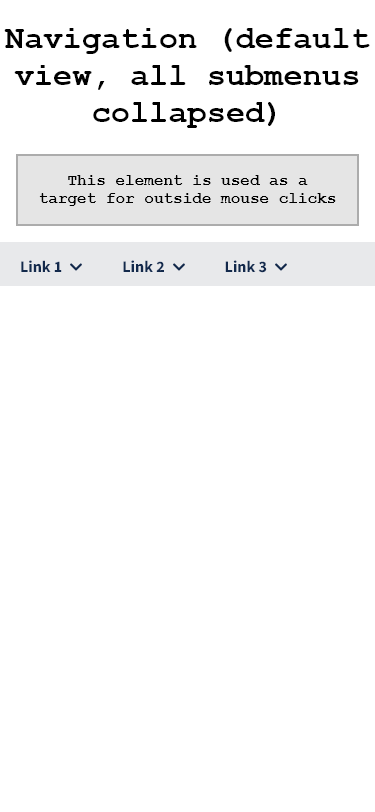 Navigation (default
view, all submenus
collapsed)
This element is used as a
target for outside mouse clicks
Link 1 Link 2 Link 3